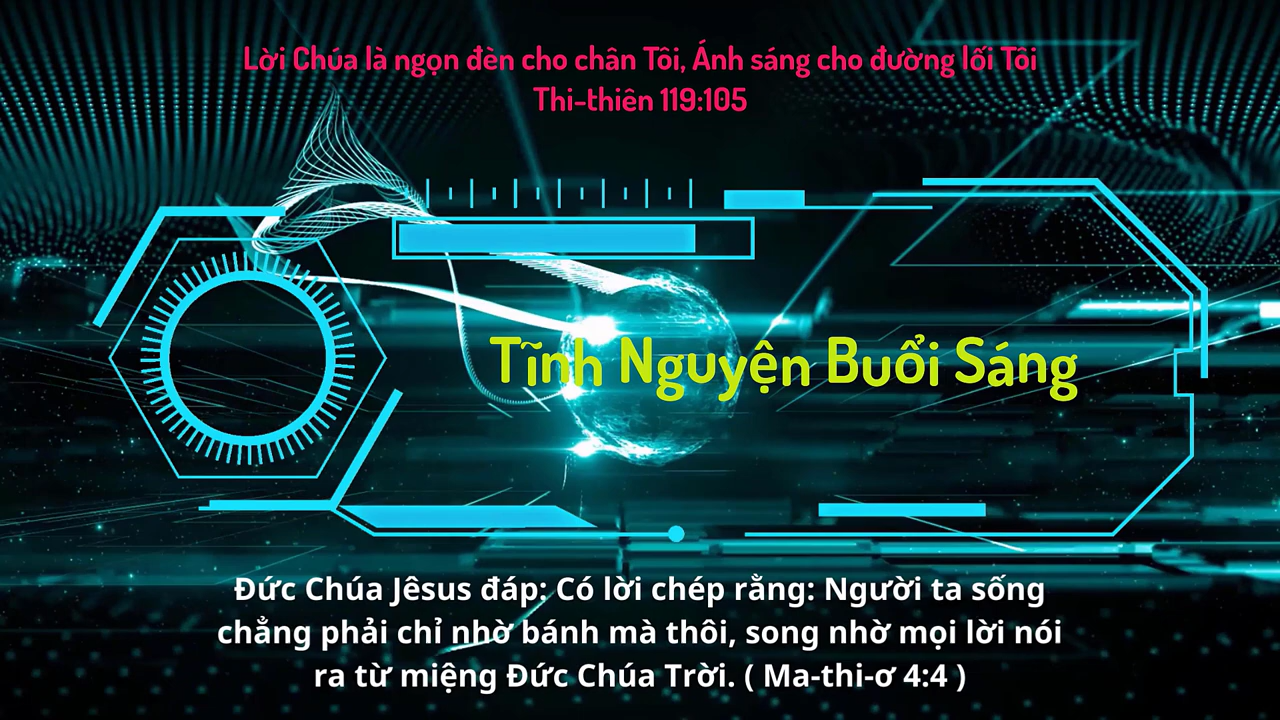 Lời Chúa là ngọn đèn cho chân Tôi, Ánh sáng cho đường lối Tôi
Thi-thiên 119:105
Tĩnh Nguyện Buổi Sáng
Đức Chúa Jêsus đáp: Có lời chép rằng: Người ta sống
chẳng phải chỉ nhờ bánh mà thôi, song nhờ mọi lời nói
ra từ miệng Đức Chúa Trời. ( Ma-thi-ơ 4:4 )